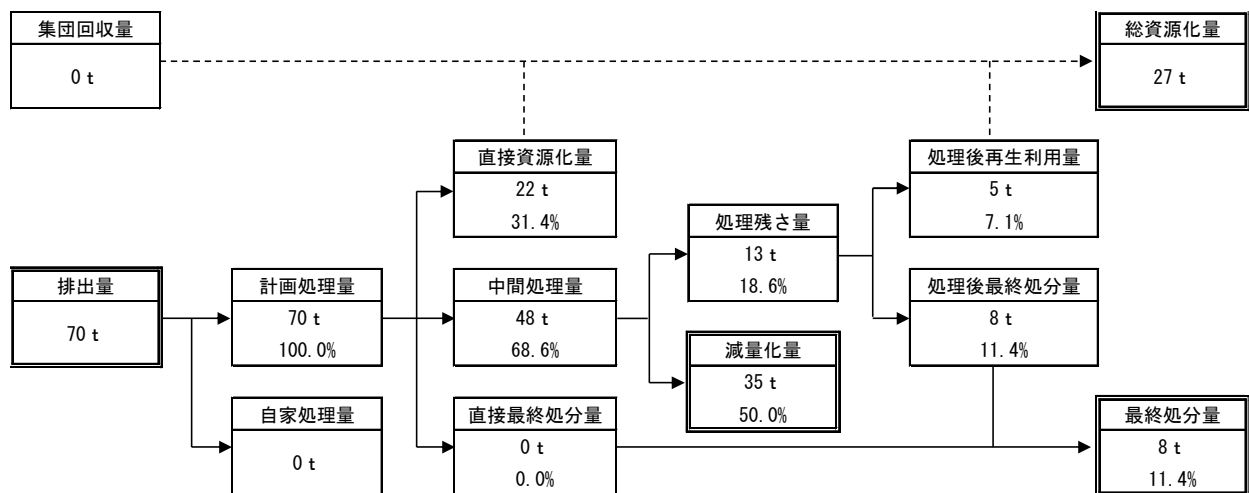 集団回収量
0 t
総資源化量
27 t
直接資源化量
22 t
31.4%
処理後再生利用量
5 t
7.1%
処理残さ量
13 t
18.6%
排出量
70 t
計画処理量
70 t
100.0%
中間処理量
48 t
68.6%
処理後最終処分量
8 t
11.4%
減量化量
35 t
50.0%
自家処理量
0 t
直接最終処分量
0 t
0.0%
最終処分量
8 t
11.4%